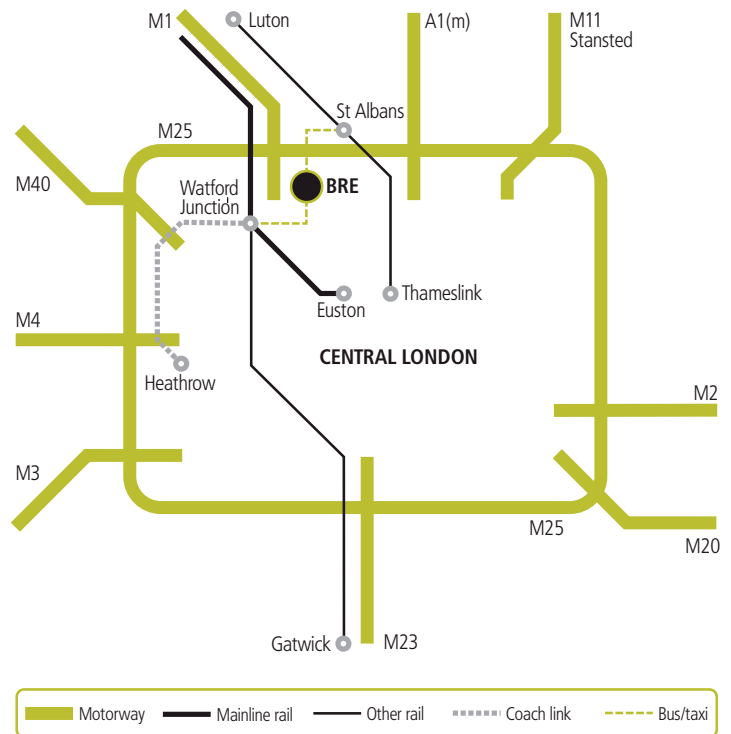 M1
Luton
A1(m)
M11
Stansted
St Albans
M25
M40
Watford
Junction
BRE
Euston
Thameslink
M4
CENTRAL LONDON
Heathrow
M2
M3
M25
M20
Gatwick
M23
Motorway
Mainline rail
Other rail
Coach link
Bus/taxi